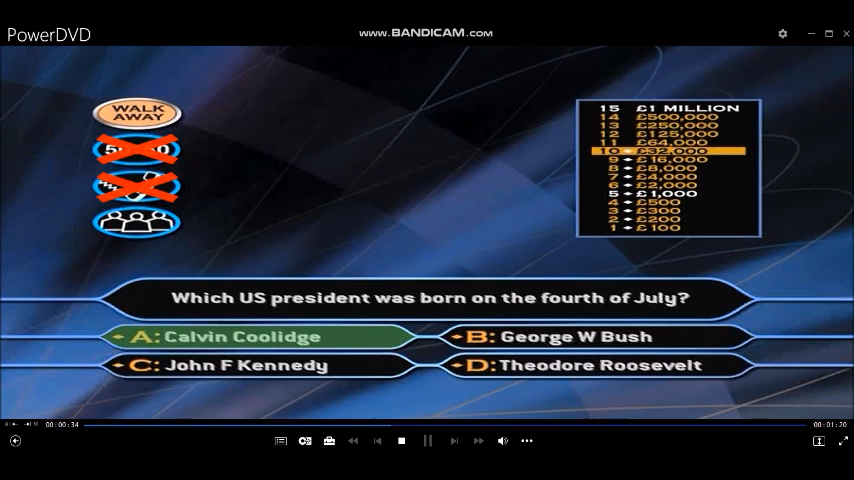 PowerDVD
www.BANDICAM.com
WALK
AWAY
15 £1 MILLION
14 £500,000
13 £250,000
12 £125,000
11 £64,000
10 £32,000
9 £16,000
8 £8,000
7 £4,000
6 £2,000
5 £1,000
4 £500
3 £300
2 £200
1 £100
Which US president was born on the fourth of July?
A: Calvin Coolidge
B: George W Bush
C: John F Kennedy
D: Theodore Roosevelt
00:00:34
00:01:20